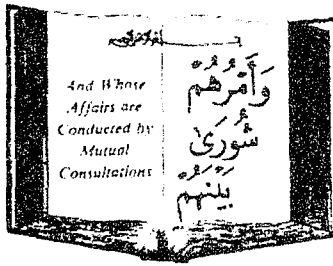 And Whose
Affairs are
Conducted by
Mutual
Consultations
وَأَمْرُهُمْ
شُورَىٰ
بَيْنَهُمْ